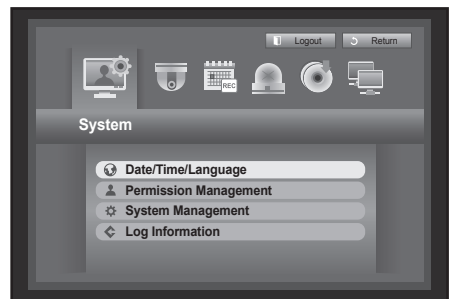 Logout Return
REC
System
Date/Time/Language
Permission Management
System Management
Log Information